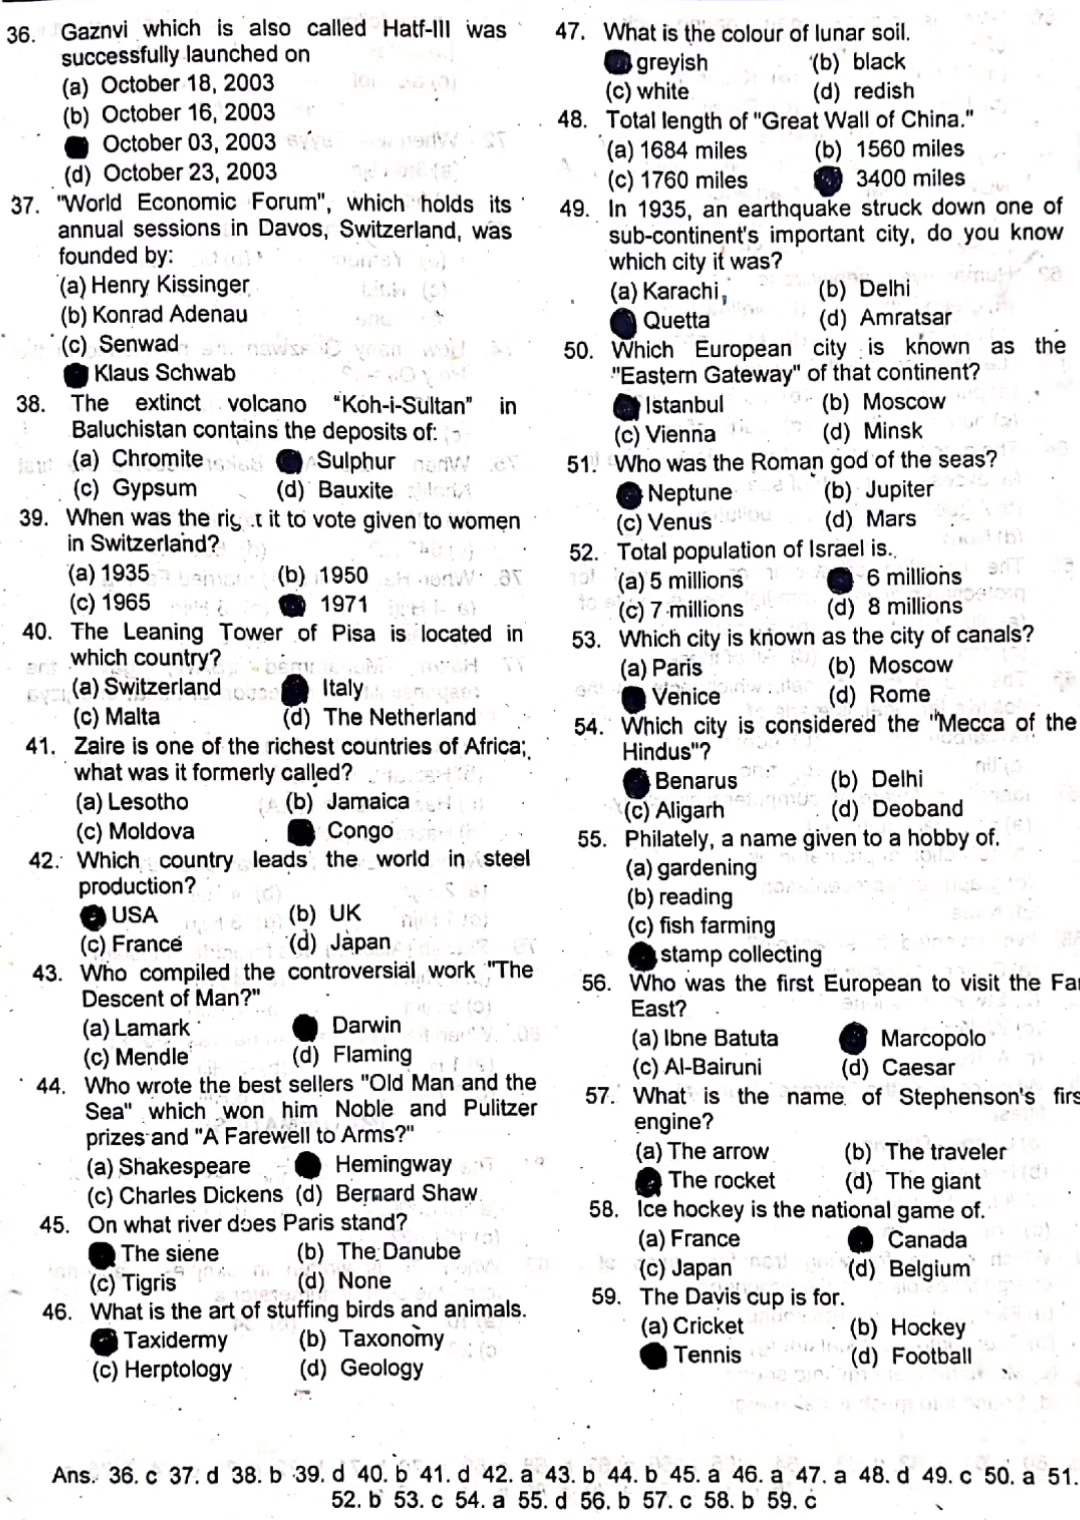 36. Gaznvi which is also called Hatf-III was
successfully launched on
(a) October 18, 2003
(b) October 16, 2003
October 03, 2003
(d) October 23, 2003
37. "World Economic Forum", which holds its
annual sessions in Davos, Switzerland, was
founded by:
(a) Henry Kissinger
(b) Konrad Adenau
(c) Senwad
Klaus Schwab
38. The extinct volcano "Koh-i-Sultan" in
Baluchistan contains the deposits of:
(a) Chromite Sulphur
(c) Gypsum (d) Bauxite
39. When was the rig.t it to vote given to women
in Switzerland?
(a) 1935 (b) 1950
(c) 1965 1971
40. The Leaning Tower of Pisa is located in
which country?
(a) Switzerland Italy
(c) Malta (d) The Netherland
41. Zaire is one of the richest countries of Africa;
what was it formerly called?
(a) Lesotho (b) Jamaica
(c) Moldova Congo
42. Which country leads the world in steel
production?
USA (b) UK
(c) France (d) Japan
43. Who compiled the controversial work "The
Descent of Man?"
(a) Lamark Darwin
(c) Mendle (d) Flaming
44. Who wrote the best sellers "Old Man and the
Sea" which won him Noble and Pulitzer
prizes and "A Farewell to Arms?"
(a) Shakespeare Hemingway
(c) Charles Dickens (d) Bernard Shaw
45. On what river does Paris stand?
The siene (b) The Danube
(c) Tigris (d) None
46. What is the art of stuffing birds and animals.
Taxidermy (b) Taxonomy
(c) Herptology (d) Geology
47. What is the colour of lunar soil.
greyish (b) black
(c) white (d) redish
48. Total length of "Great Wall of China."
(a) 1684 miles (b) 1560 miles
(c) 1760 miles 3400 miles
49. In 1935, an earthquake struck down one of
sub-continent's important city, do you know
which city it was?
(a) Karachi, (b) Delhi
Quetta (d) Amratsar
50. Which European city is known as the
"Eastern Gateway" of that continent?
Istanbul (b) Moscow
(c) Vienna (d) Minsk
51. Who was the Roman god of the seas?
Neptune (b) Jupiter
(c) Venus (d) Mars
52. Total population of Israel is.
(a) 5 millions 6 millions
(c) 7 millions (d) 8 millions
53. Which city is known as the city of canals?
(a) Paris (b) Moscow
Venice (d) Rome
54. Which city is considered the "Mecca of the
Hindus"?
Benarus (b) Delhi
(c) Aligarh (d) Deoband
55. Philately, a name given to a hobby of.
(a) gardening
(b) reading
(c) fish farming
stamp collecting
56. Who was the first European to visit the Far
East?
(a) Ibne Batuta Marcopolo
(c) Al-Bairuni (d) Caesar
57. What is the name of Stephenson's firs
engine?
(a) The arrow (b) The traveler
The rocket (d) The giant
58. Ice hockey is the national game of.
(a) France Canada
(c) Japan (d) Belgium
59. The Davis cup is for.
(a) Cricket (b) Hockey
Tennis (d) Football
Ans. 36. c 37. d 38. b 39. d 40. b 41. d 42. a 43. b 44. b 45. a 46. a 47. a 48. d 49. c 50. a 51.
52. b 53. c 54. a 55. d 56. b 57. c 58. b 59. c